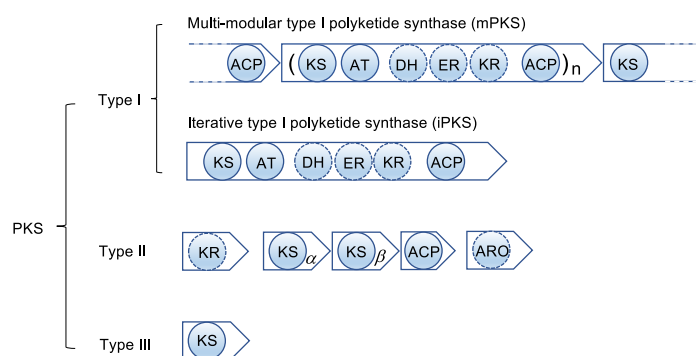 Multi-modular type I polyketide synthase (mPKS)
ACP ( KS AT DH ER KR ACP )n KS
Type I
Iterative type I polyketide synthase (iPKS)
KS AT DH ER KR ACP
PKS
Type II KR KSα KSβ ACP ARO
Type III KS